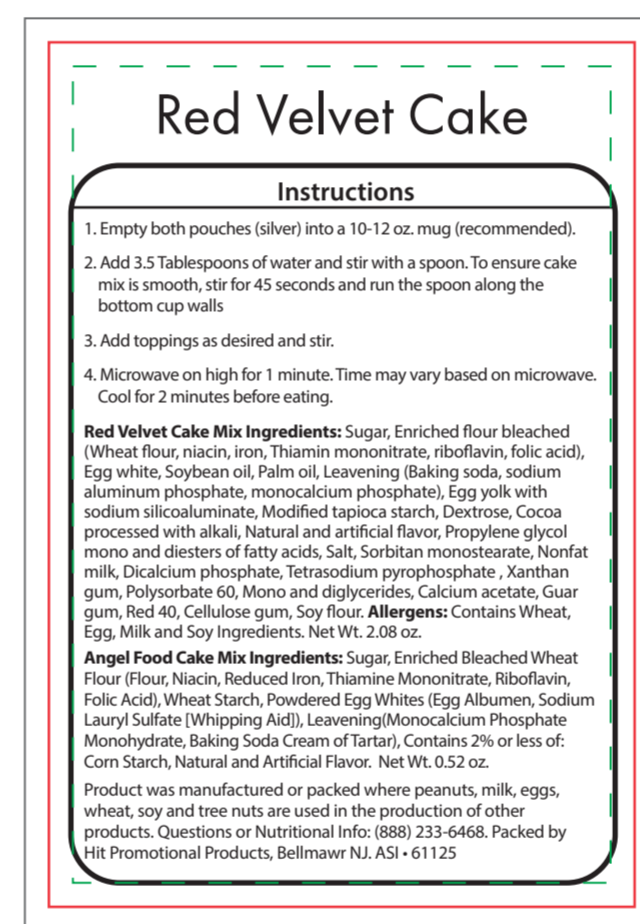 Red Velvet Cake
Instructions
1. Empty both pouches (silver) into a 10-12 oz. mug (recommended).
2. Add 3.5 Tablespoons of water and stir with a spoon. To ensure cake
mix is smooth, stir for 45 seconds and run the spoon along the
bottom cup walls
3. Add toppings as desired and stir.
4. Microwave on high for 1 minute. Time may vary based on microwave.
Cool for 2 minutes before eating.
Red Velvet Cake Mix Ingredients: Sugar, Enriched flour bleached
(Wheat flour, niacin, iron, Thiamin mononitrate, riboflavin, folic acid),
Egg white, Soybean oil, Palm oil, Leavening (Baking soda, sodium
aluminum phosphate, monocalcium phosphate), Egg yolk with
sodium silicoaluminate, Modified tapioca starch, Dextrose, Cocoa
processed with alkali, Natural and artificial flavor, Propylene glycol
mono and diesters of fatty acids, Salt, Sorbitan monostearate, Nonfat
milk, Dicalcium phosphate, Tetrasodium pyrophosphate , Xanthan
gum, Polysorbate 60, Mono and diglycerides, Calcium acetate, Guar
gum, Red 40, Cellulose gum, Soy flour. Allergens: Contains Wheat,
Egg, Milk and Soy Ingredients. Net Wt. 2.08 oz.
Angel Food Cake Mix Ingredients: Sugar, Enriched Bleached Wheat
Flour (Flour, Niacin, Reduced Iron, Thiamine Mononitrate, Riboflavin,
Folic Acid), Wheat Starch, Powdered Egg Whites (Egg Albumen, Sodium
Lauryl Sulfate [Whipping Aid]), Leavening(Monocalcium Phosphate
Monohydrate, Baking Soda Cream of Tartar), Contains 2% or less of:
Corn Starch, Natural and Artificial Flavor. Net Wt. 0.52 oz.
Product was manufactured or packed where peanuts, milk, eggs,
wheat, soy and tree nuts are used in the production of other
products. Questions or Nutritional Info: (888) 233-6468. Packed by
Hit Promotional Products, Bellmawr NJ. ASI • 61125